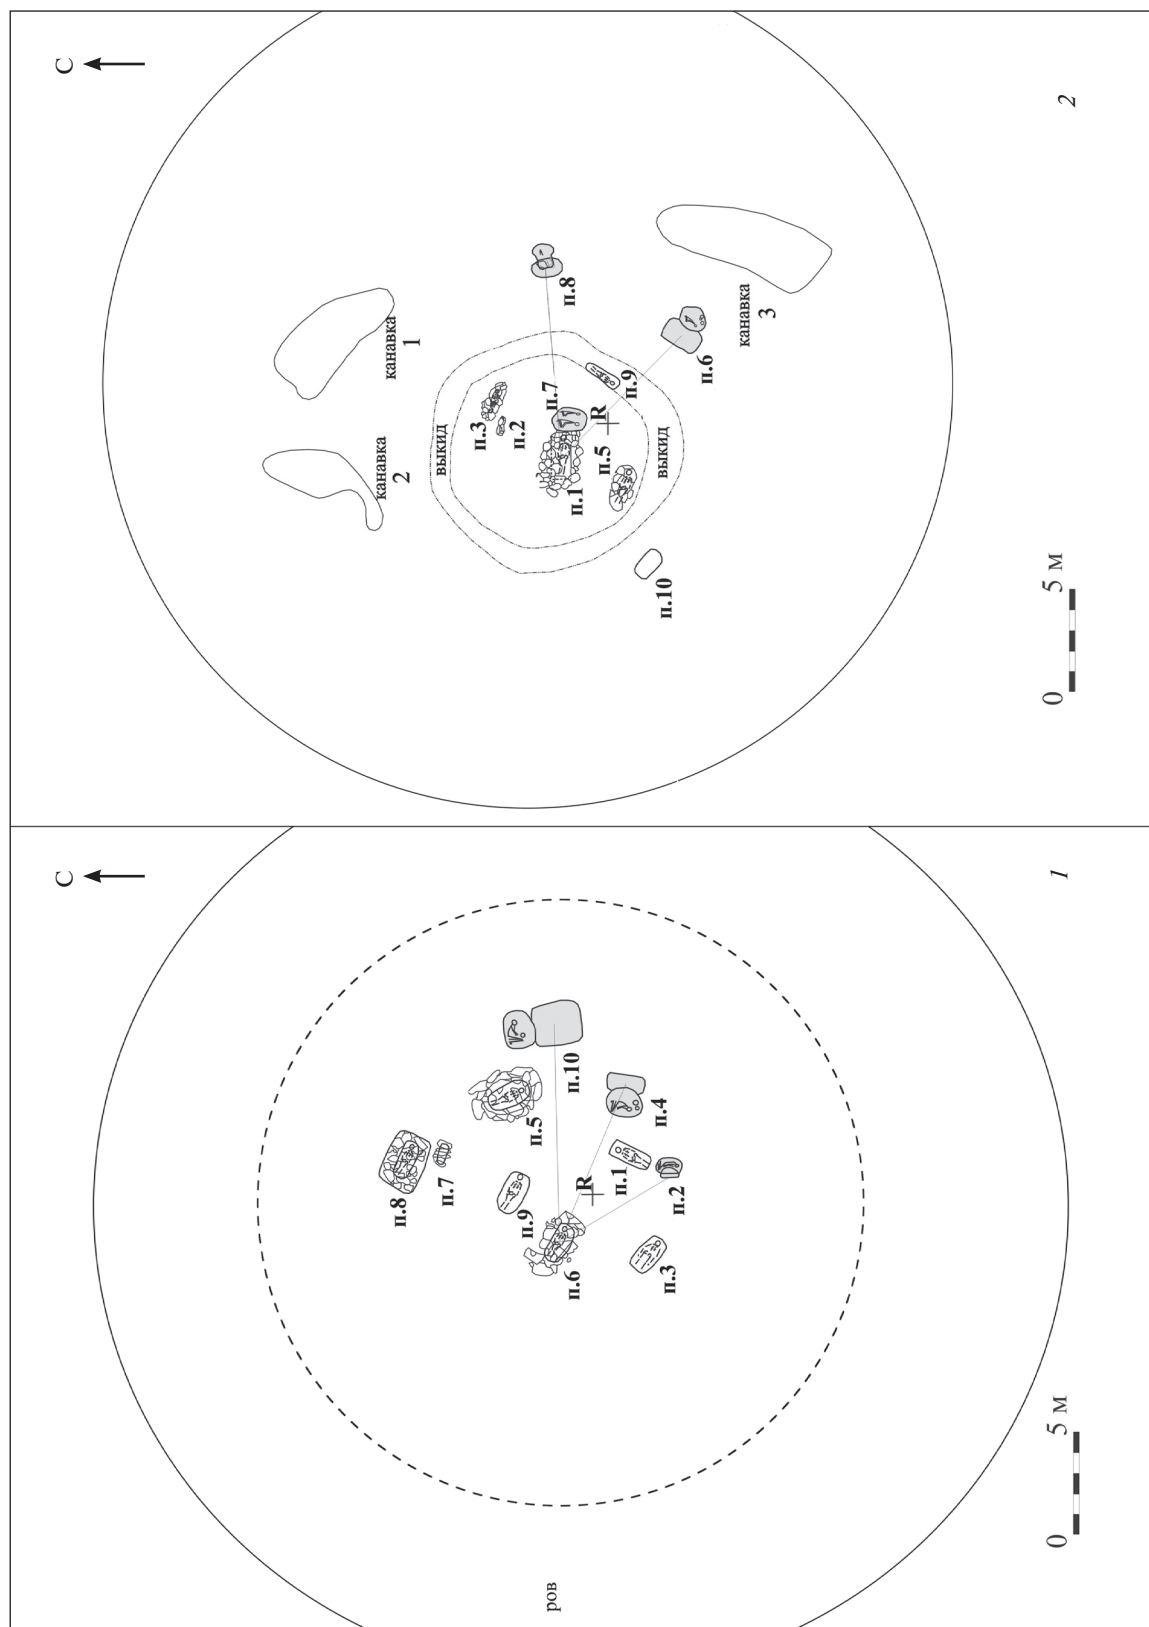 С
2
канавка
1
канавка
2
канавка
3
выкид
выкид
п.8
п.6
п.9
п.7
R
п.3
п.2
п.5
п.1
п.10
0
5 м
С
1
п.10
п.5
п.4
п.8
п.7
п.9
п.1
R
п.2
п.6
п.3
ров
0
5 м